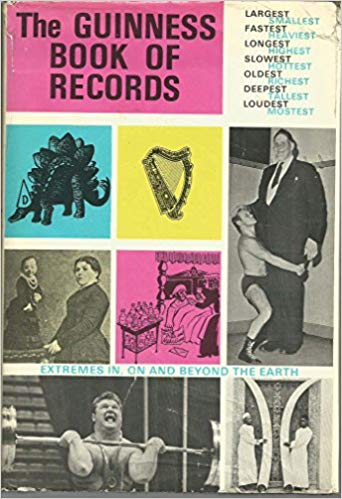 The GUINNESS
BOOK OF
RECORDS
LARGEST
SMALLEST
FASTEST
HEAVIEST
LONGEST
HIGHEST
SLOWEST
HOTTEST
OLDEST
RICHEST
DEEPEST
TALLEST
LOUDEST
MOSTEST
EXTREMES IN, ON AND BEYOND THE EARTH